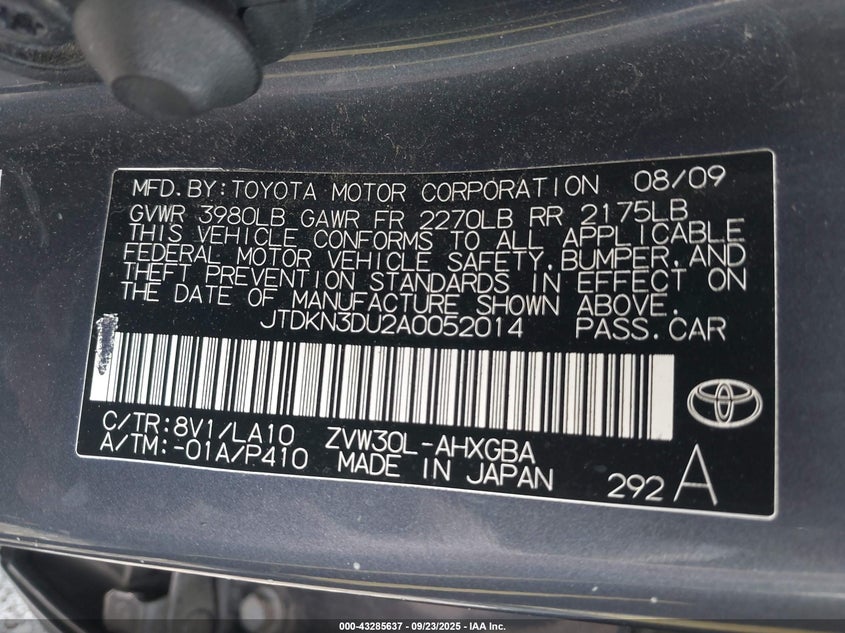 MFD.BY:TOYOTA MOTOR CORPORATION 08/09
GVWR 3980LB GAWR FR 2270LB RR 2175LB
THIS VEHICLE CONFORMS TO ALL APPLICABLE
FEDERAL MOTOR VEHICLE SAFETY,BUMPER,AND
THEFT PREVENTION STANDARDS IN EFFECT ON
THE DATE OF MANUFACTURE SHOWN ABOVE.
JTDKN3DU2A0052014 PASS.CAR
C/TR:8V1/LA10 ZVW30L-AHXGBA
A/TM:-01A/P410 MADE IN JAPAN
292 A
000-43285637 - 09/23/2025 - IAA Inc.